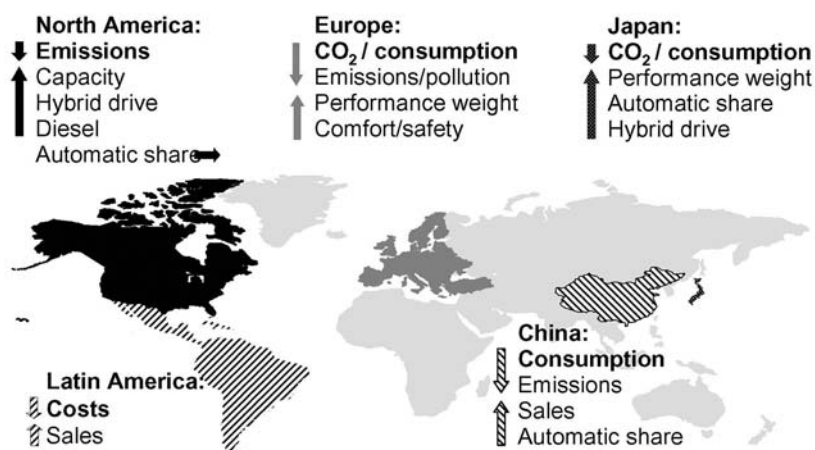 North America:
Emissions
Capacity
Hybrid drive
Diesel
Automatic share
Europe:
CO₂ / consumption
Emissions/pollution
Performance weight
Comfort/safety
Japan:
CO₂ / consumption
Performance weight
Automatic share
Hybrid drive
Latin America:
Costs
Sales
China:
Consumption
Emissions
Sales
Automatic share